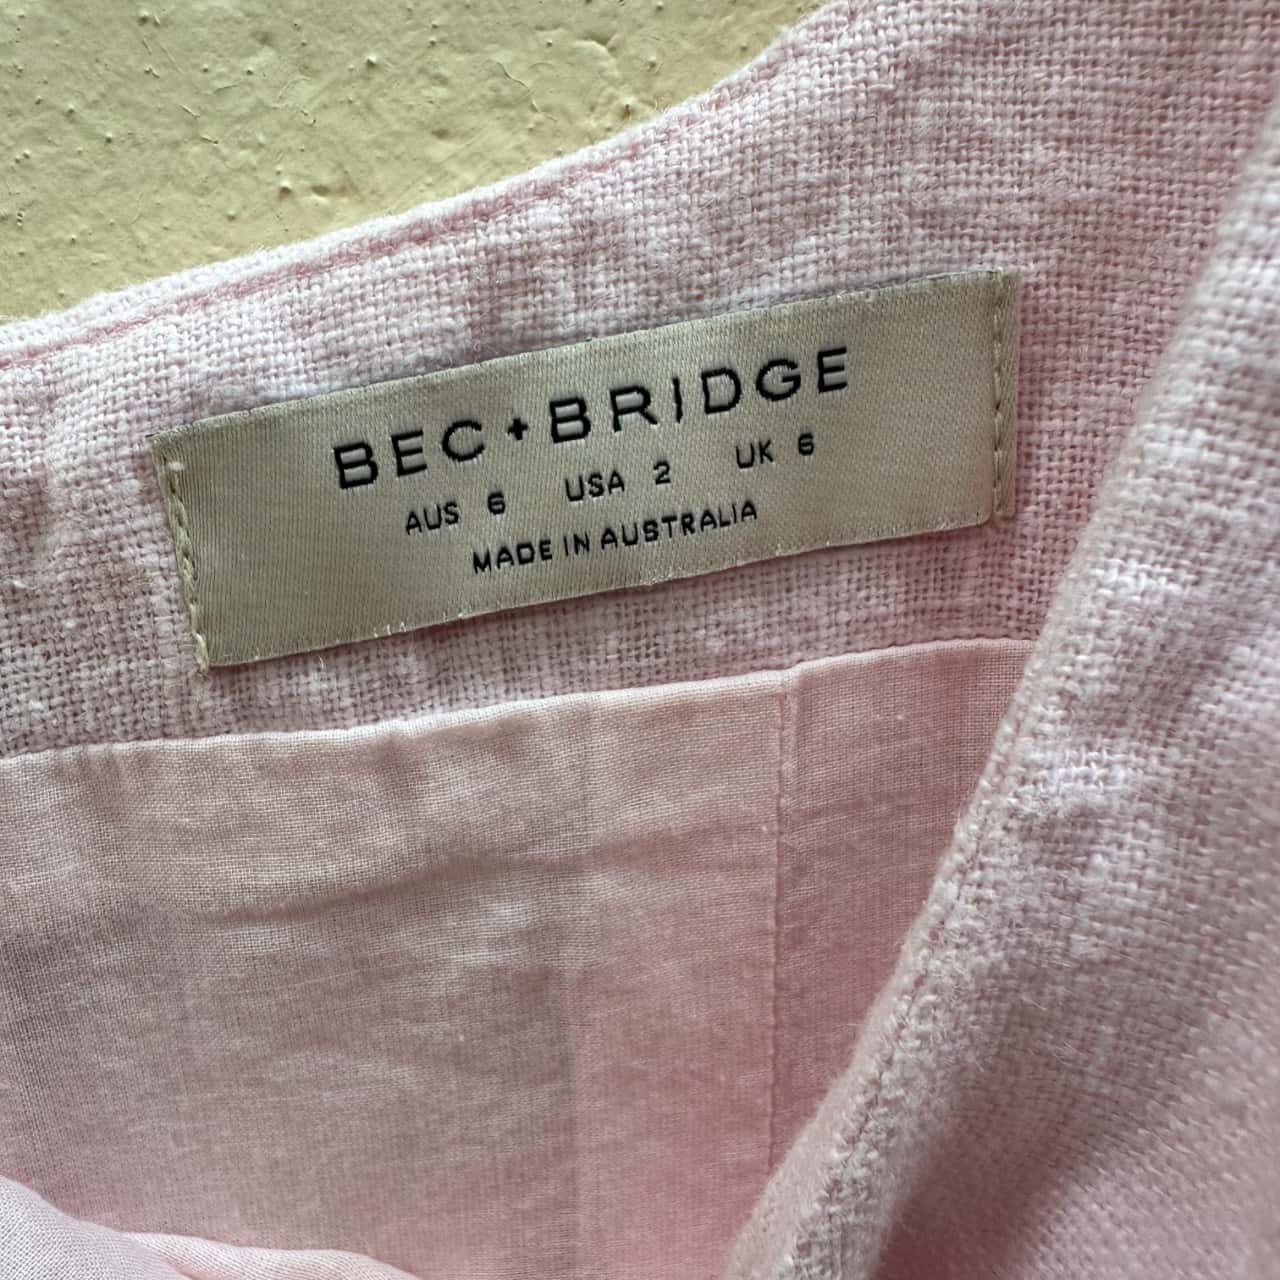 BEC+BRIDGE
AUS 6 USA 2 UK 6
MADE IN AUSTRALIA